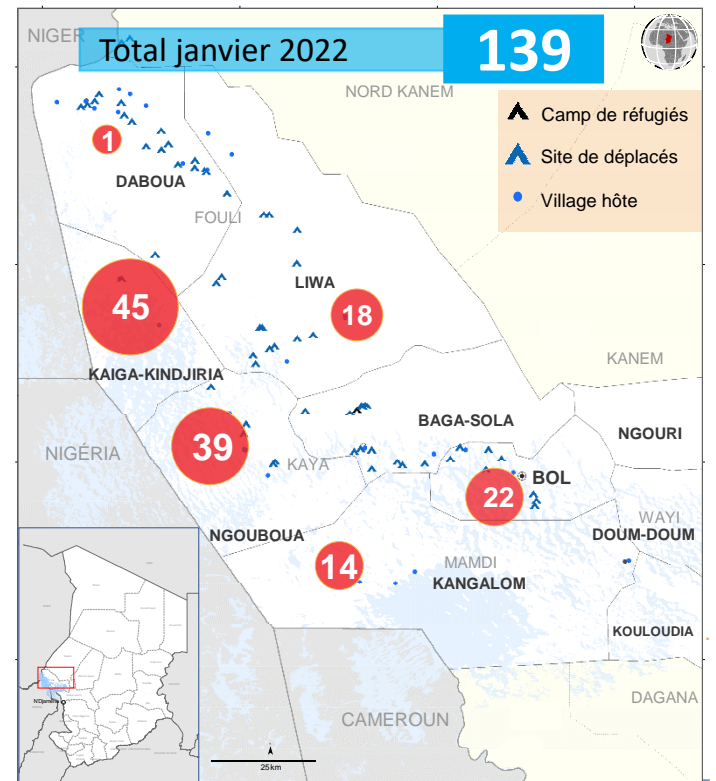 NIGER
Total janvier 2022
139
NORD KANEM
Camp de réfugiés
Site de déplacés
Village hôte
1
DABOUA
FOULI
LIWA
45
18
KANEM
KAIGA-KINDJIRIA
BAGA-SOLA
NGOURI
39
NIGÉRIA
KAYA
BOL
22
WAYI
NGOUBOUA
DOUM-DOUM
14
MAMDI
KANGALOM
KOULOUDIA
DAGANA
CAMEROUN
25km